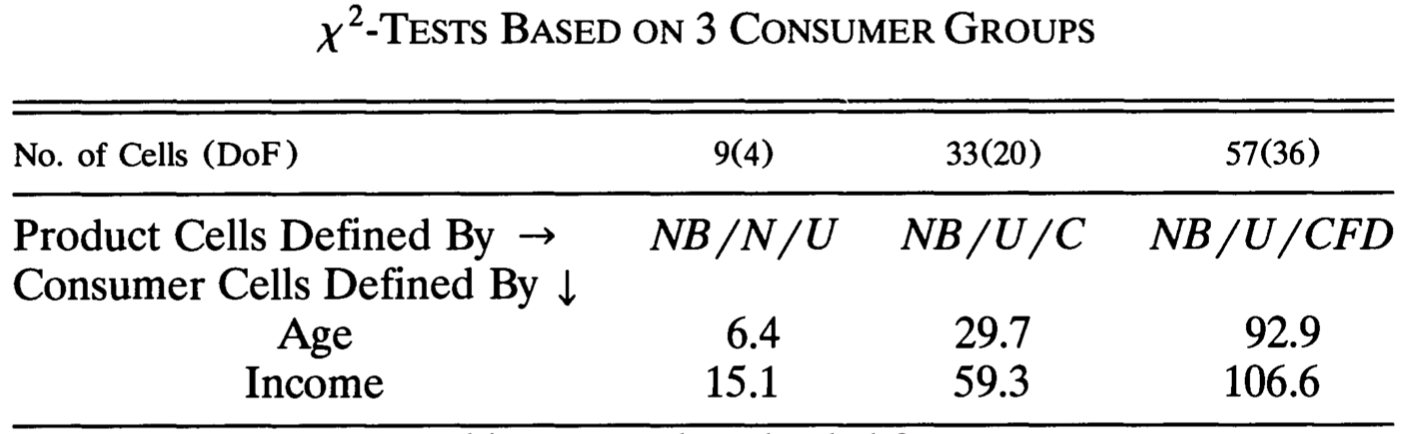 χ²-TESTS BASED ON 3 CONSUMER GROUPS
No. of Cells (DoF) 9(4) 33(20) 57(36)
Product Cells Defined By → NB/N/U NB/U/C NB/U/CFD
Consumer Cells Defined By ↓
Age 6.4 29.7 92.9
Income 15.1 59.3 106.6